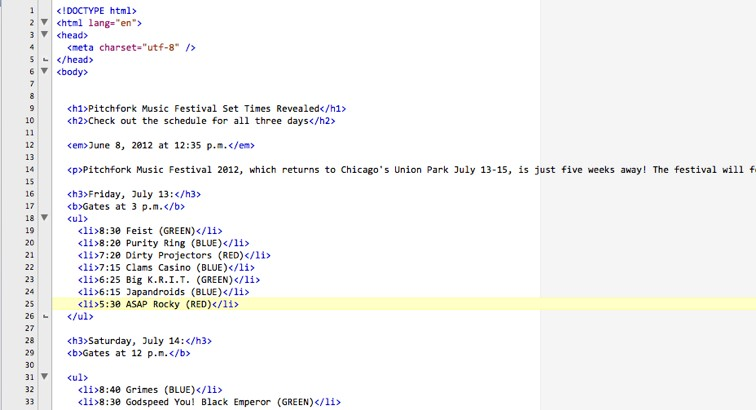 1 <!DOCTYPE html>
2 <html lang="en">
3 <head>
4 <meta charset="utf-8" />
5 </head>
6 <body>
7
8
9 <h1>Pitchfork Music Festival Set Times Revealed</h1>
10 <h2>Check out the schedule for all three days</h2>
11
12 <em>June 8, 2012 at 12:35 p.m.</em>
13
14 <p>Pitchfork Music Festival 2012, which returns to Chicago's Union Park July 13-15, is just five weeks away! The festival will
15
16 <h3>Friday, July 13:</h3>
17 <b>Gates at 3 p.m.</b>
18 <ul>
19 <li>8:30 Feist (GREEN)</li>
20 <li>8:20 Purity Ring (BLUE)</li>
21 <li>7:20 Dirty Projectors (RED)</li>
22 <li>7:15 Clams Casino (BLUE)</li>
23 <li>6:25 Big K.R.I.T. (GREEN)</li>
24 <li>6:15 Japandroids (BLUE)</li>
25 <li>5:30 ASAP Rocky (RED)</li>
26 </ul>
27
28 <h3>Saturday, July 14:</h3>
29 <b>Gates at 12 p.m.</b>
30
31 <ul>
32 <li>8:40 Grimes (BLUE)</li>
33 <li>8:30 Godspeed You! Black Emperor (GREEN)</li>